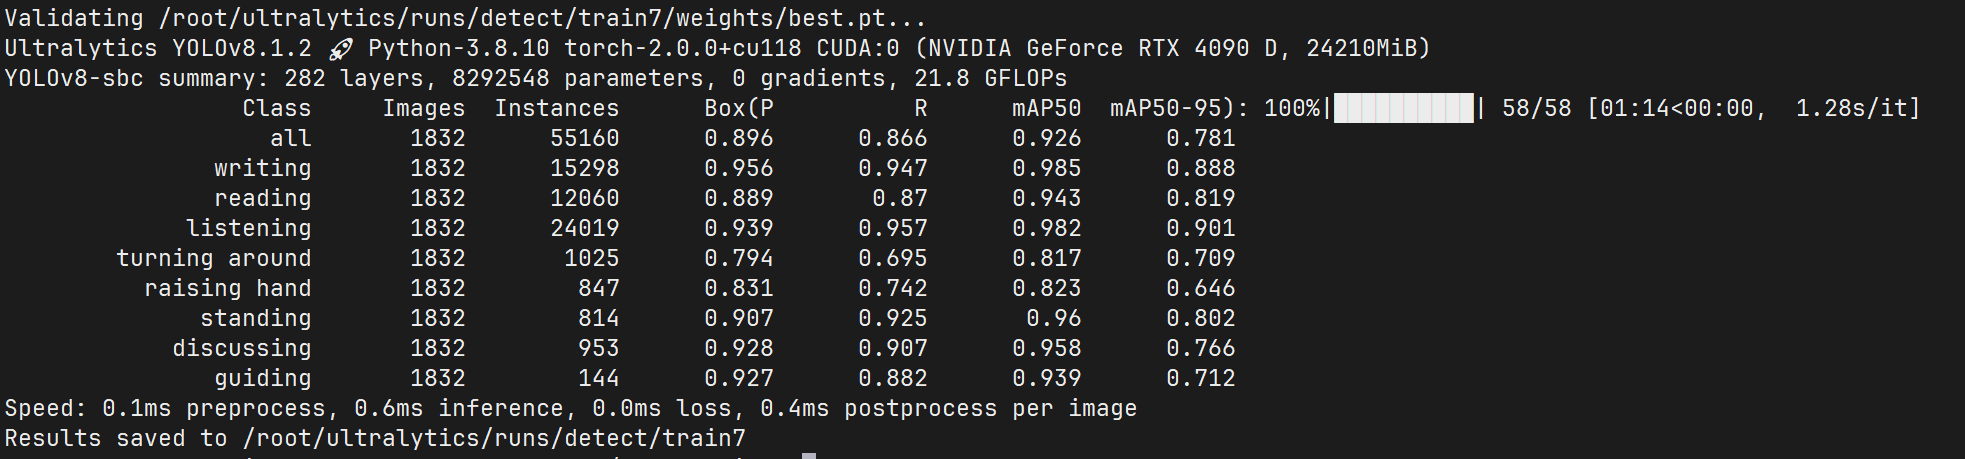 Validating /root/ultralytics/runs/detect/train7/weights/best.pt...
Ultralytics YOLOv8.1.2 🚀 Python-3.8.10 torch-2.0.0+cu118 CUDA:0 (NVIDIA GeForce RTX 4090 D, 24210MiB)
YOLOv8-sbc summary: 282 layers, 8292548 parameters, 0 gradients, 21.8 GFLOPs
Class Images Instances Box(P R mAP50 mAP50-95): 100%|██████████| 58/58 [01:14<00:00, 1.28s/it]
all 1832 55160 0.896 0.866 0.926 0.781
writing 1832 15298 0.956 0.947 0.985 0.888
reading 1832 12060 0.889 0.87 0.943 0.819
listening 1832 24019 0.939 0.957 0.982 0.901
turning around 1832 1025 0.794 0.695 0.817 0.709
raising hand 1832 847 0.831 0.742 0.823 0.646
standing 1832 814 0.907 0.925 0.96 0.802
discussing 1832 953 0.928 0.907 0.958 0.766
guiding 1832 144 0.927 0.882 0.939 0.712
Speed: 0.1ms preprocess, 0.6ms inference, 0.0ms loss, 0.4ms postprocess per image
Results saved to /root/ultralytics/runs/detect/train7